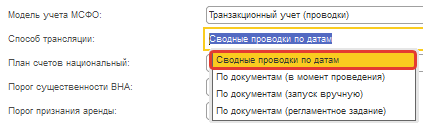 Модель учета МСФО: Транзакционный учет (проводки)
Способ трансляции: Сводные проводки по датам
План счетов национальный: Сводные проводки по датам
По документам (в момент проведения)
Порог существенности ВНА: По документам (запуск вручную)
Порог признания аренды: По документам (регламентное задание)